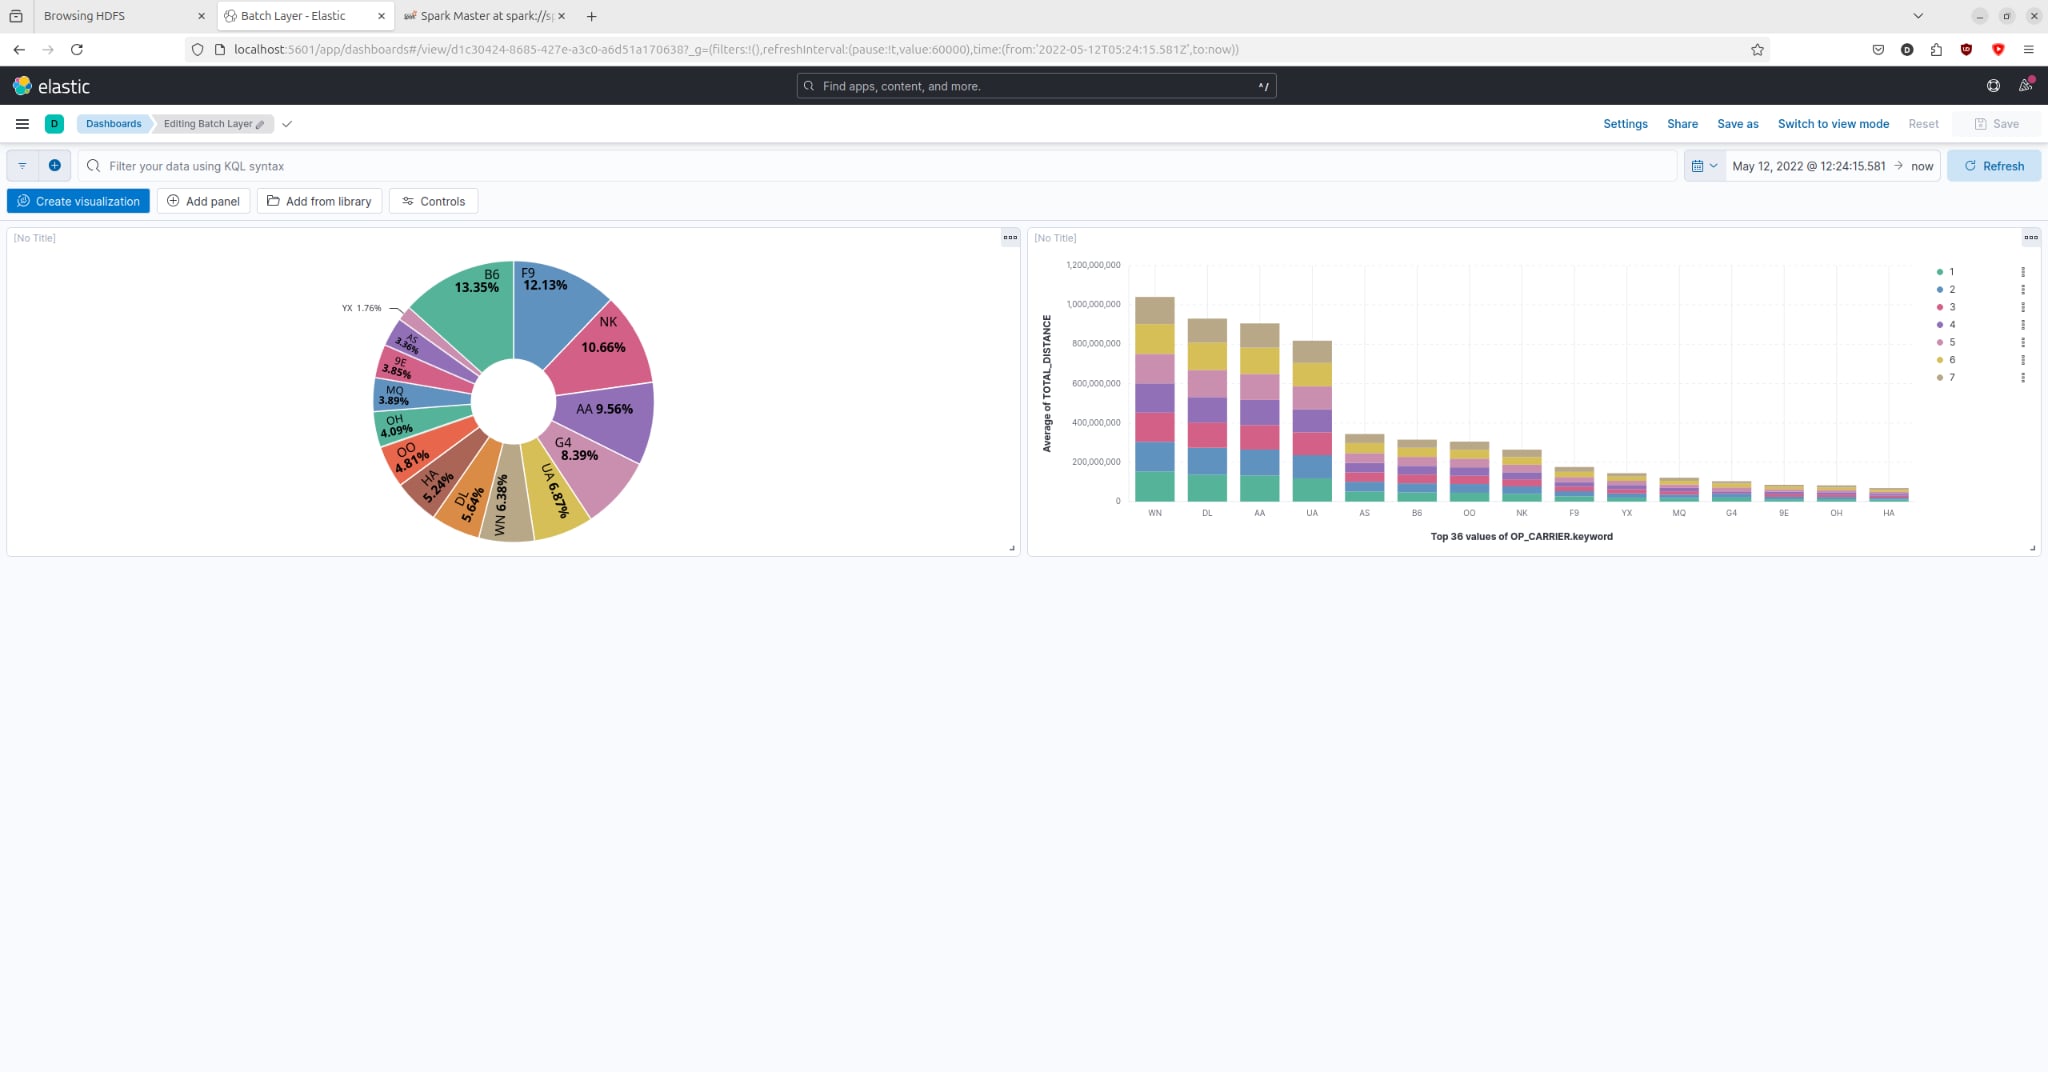 Browsing HDFS
Batch Layer - Elastic
Spark Master at spark://sp
localhost:5601/app/dashboards#/view/d1c30424-8685-427e-a3c0-a6d51a170638?_g=(filters:!(),refreshInterval:(pause:!t,value:60000),time:(from:'2022-05-12T05:24:15.581Z',to:now))
elastic
Find apps, content, and more.
^/
D
Dashboards
Editing Batch Layer
Settings
Share
Save as
Switch to view mode
Reset
Save
Filter your data using KQL syntax
May 12, 2022 @ 12:24:15.581
→
now
Refresh
Create visualization
Add panel
Add from library
Controls
[No Title]
B6
13.35%
F9
12.13%
NK
10.66%
AA 9.56%
G4
8.39%
UA 6.87%
WN 6.38%
DL
5.64%
HA
5.24%
OO
4.81%
OH
4.09%
MQ
3.89%
9E
3.85%
AS
3.36%
YX 1.76%
[No Title]
Average of TOTAL_DISTANCE
1,200,000,000
1,000,000,000
800,000,000
600,000,000
400,000,000
200,000,000
0
WN DL AA UA AS B6 OO NK F9 YX MQ G4 9E OH HA
Top 36 values of OP_CARRIER.keyword
1
2
3
4
5
6
7